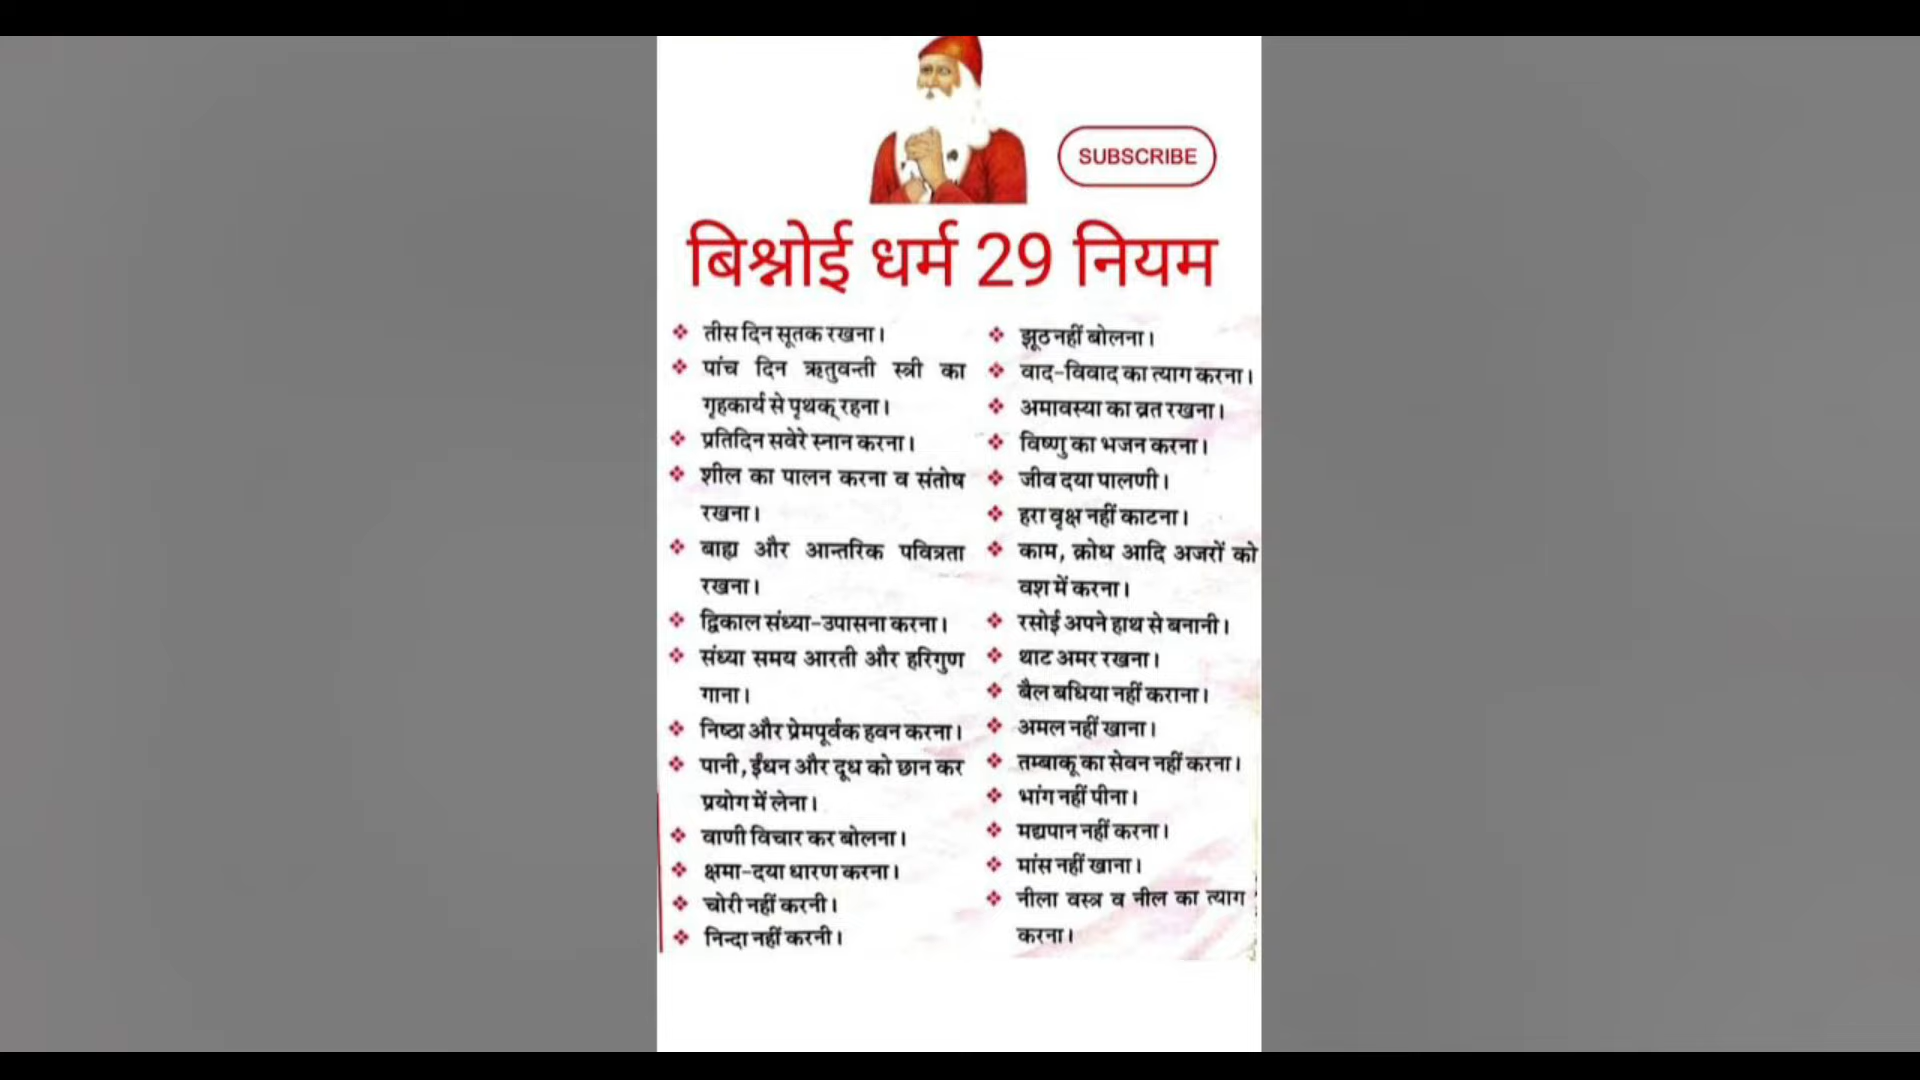 SUBSCRIBE
बिश्नोई धर्म 29 नियम
❖ तीस दिन सूतक रखना।
❖ पांच दिन ऋतुवन्ती स्त्री का
गृहकार्य से पृथक् रहना।
❖ प्रतिदिन सवेरे स्नान करना।
❖ शील का पालन करना व संतोष
रखना।
❖ बाह्य और आन्तरिक पवित्रता
रखना।
❖ द्विकाल संध्या-उपासना करना।
❖ संध्या समय आरती और हरिगुण
गाना।
❖ निष्ठा और प्रेमपूर्वक हवन करना।
❖ पानी, ईंधन और दूध को छान कर
प्रयोग में लेना।
❖ वाणी विचार कर बोलना।
❖ क्षमा-दया धारण करना।
❖ चोरी नहीं करनी।
❖ निन्दा नहीं करनी।
❖ झूठ नहीं बोलना।
❖ वाद-विवाद का त्याग करना।
❖ अमावस्या का व्रत रखना।
❖ विष्णु का भजन करना।
❖ जीव दया पालणी।
❖ हरा वृक्ष नहीं काटना।
❖ काम, क्रोध आदि अजरों को
वश में करना।
❖ रसोई अपने हाथ से बनानी।
❖ थाट अमर रखना।
❖ बैल बधिया नहीं कराना।
❖ अमल नहीं खाना।
❖ तम्बाकू का सेवन नहीं करना।
❖ भांग नहीं पीना।
❖ मद्यपान नहीं करना।
❖ मांस नहीं खाना।
❖ नीला वस्त्र व नील का त्याग
करना।